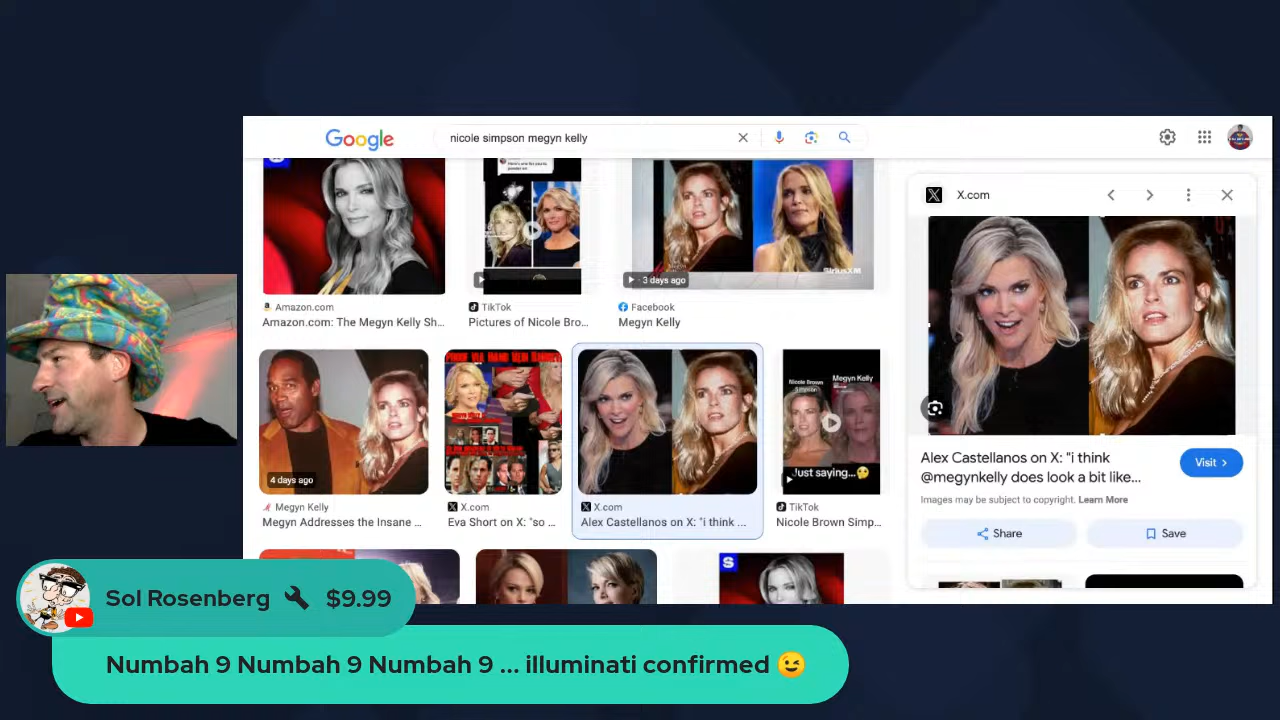 Google
nicole simpson megyn kelly
X.com
SiriusXM
3 days ago
Amazon.com
TikTok
Facebook
Amazon.com: The Megyn Kelly Sh...
Pictures of Nicole Bro...
Megyn Kelly
Nicole Brown
Simpson
Megyn Kelly
Just saying...🤔
4 days ago
Alex Castellanos on X: "i think
@megynkelly does look a bit like...
Visit
Images may be subject to copyright. Learn More
Megyn Kelly
X.com
X.com
TikTok
Megyn Addresses the Insane ...
Eva Short on X: "so ...
Alex Castellanos on X: "i think ...
Nicole Brown Simp...
Share
Save
S
Sol Rosenberg
$9.99
Numbah 9 Numbah 9 Numbah 9 ... illuminati confirmed 😉